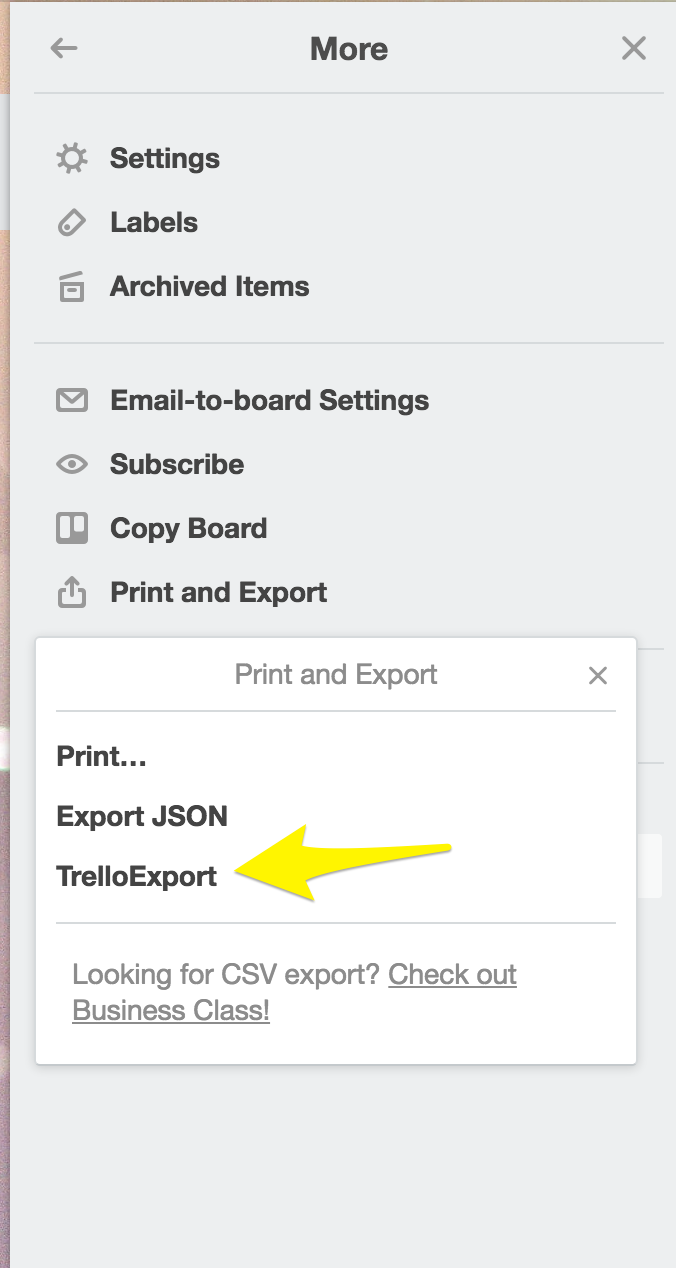 More
Settings
Labels
Archived Items
Email-to-board Settings
Subscribe
Copy Board
Print and Export
Print and Export
Print…
Export JSON
TrelloExport
Looking for CSV export? Check out
Business Class!